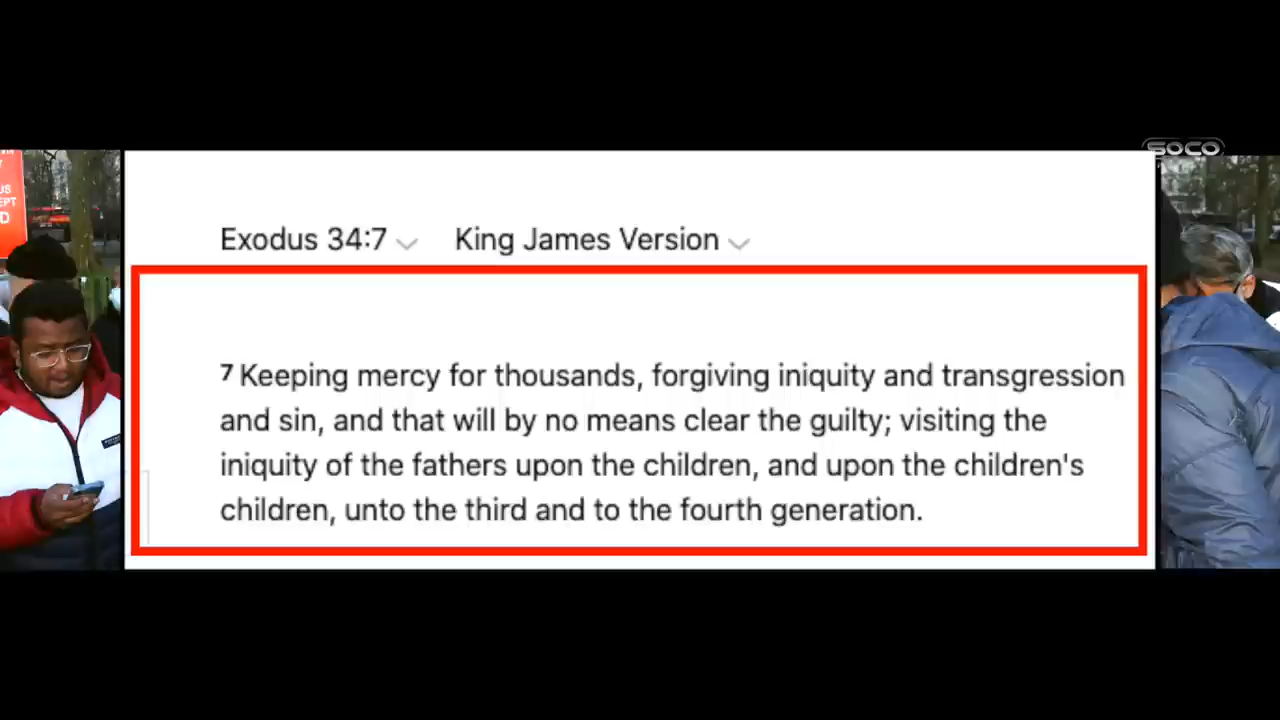 SOCO
US
EPT
D
Exodus 34:7 King James Version
7 Keeping mercy for thousands, forgiving iniquity and transgression
and sin, and that will by no means clear the guilty; visiting the
iniquity of the fathers upon the children, and upon the children's
children, unto the third and to the fourth generation.